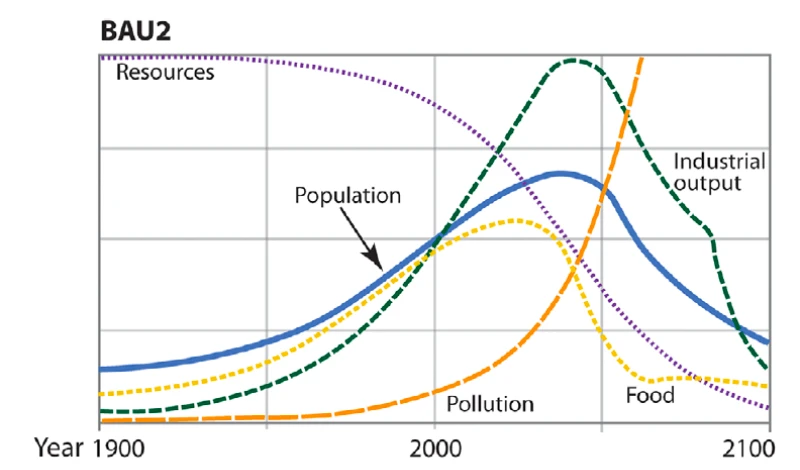 BAU2
Resources
Population
Industrial
output
Pollution
Food
Year 1900
2000
2100